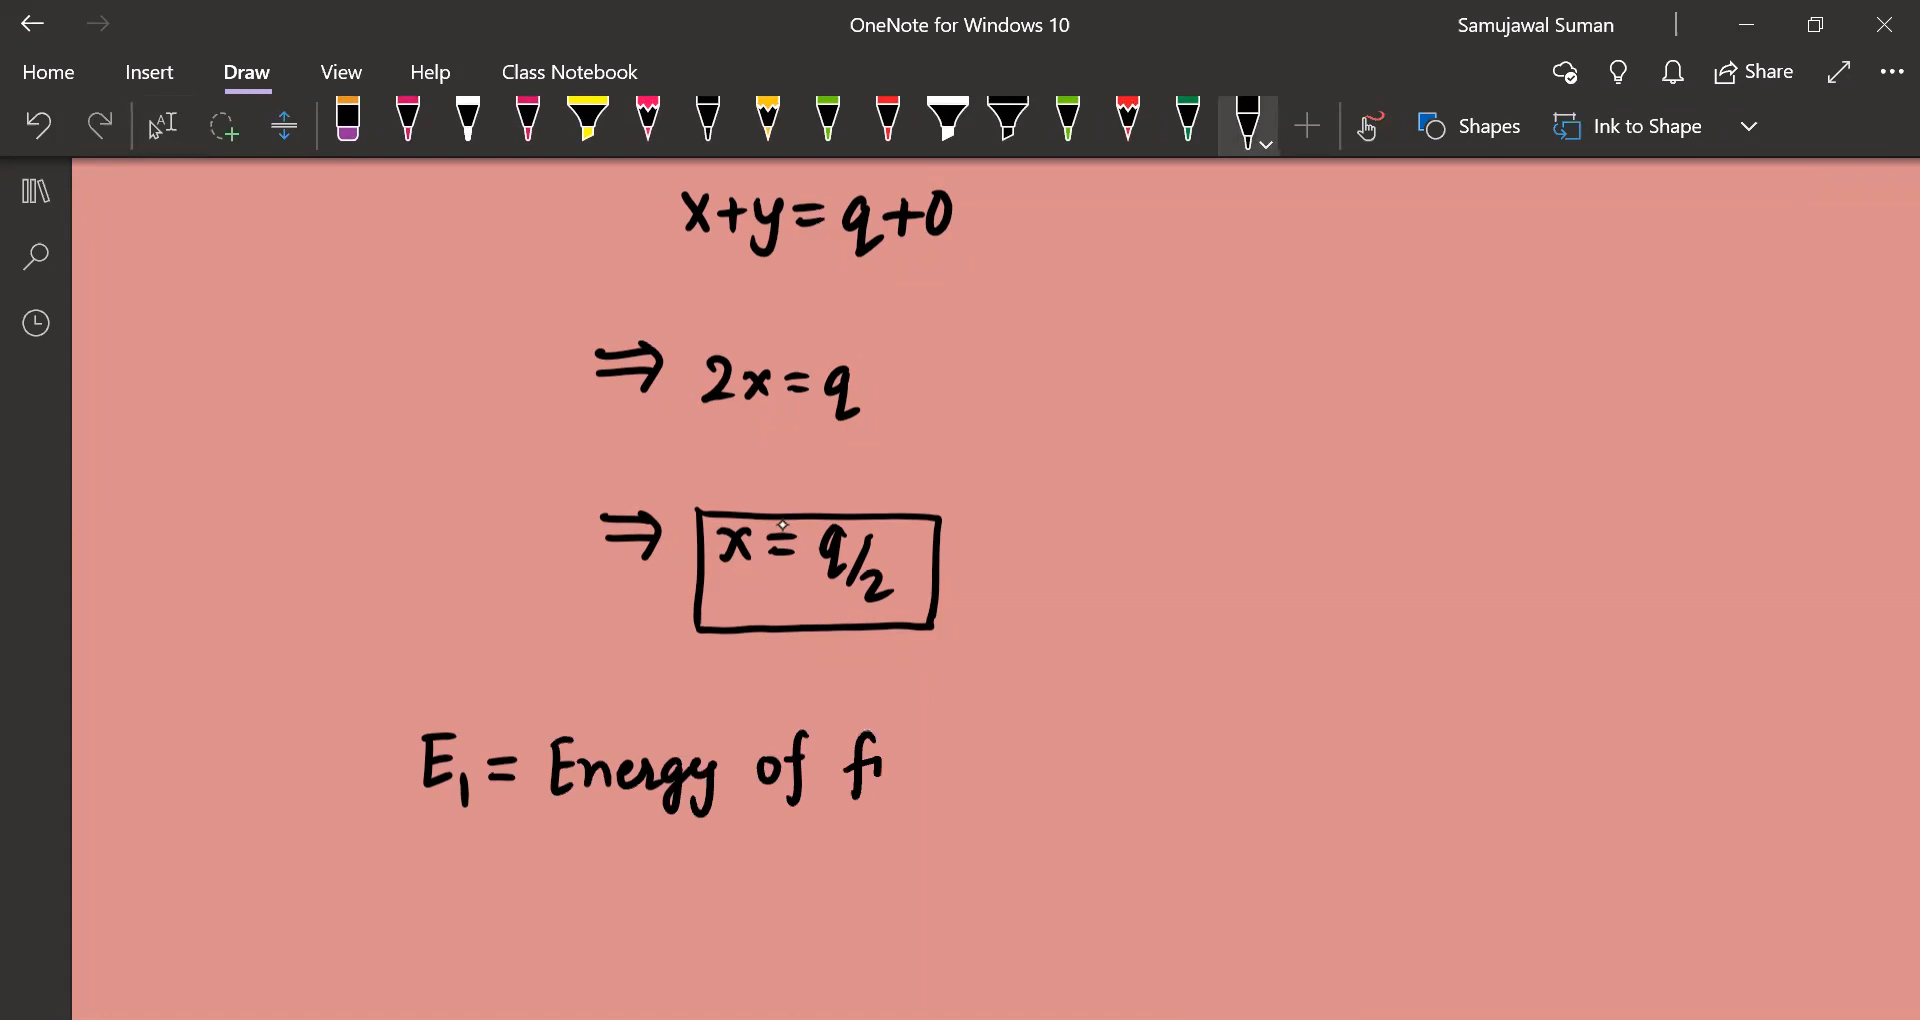 OneNote for Windows 10
Samujawal Suman
Home Insert Draw View Help Class Notebook
Share
Shapes Ink to Shape
x+y=q+0
⇒ 2x=q
⇒ x=q/2
E₁= Energy of fi